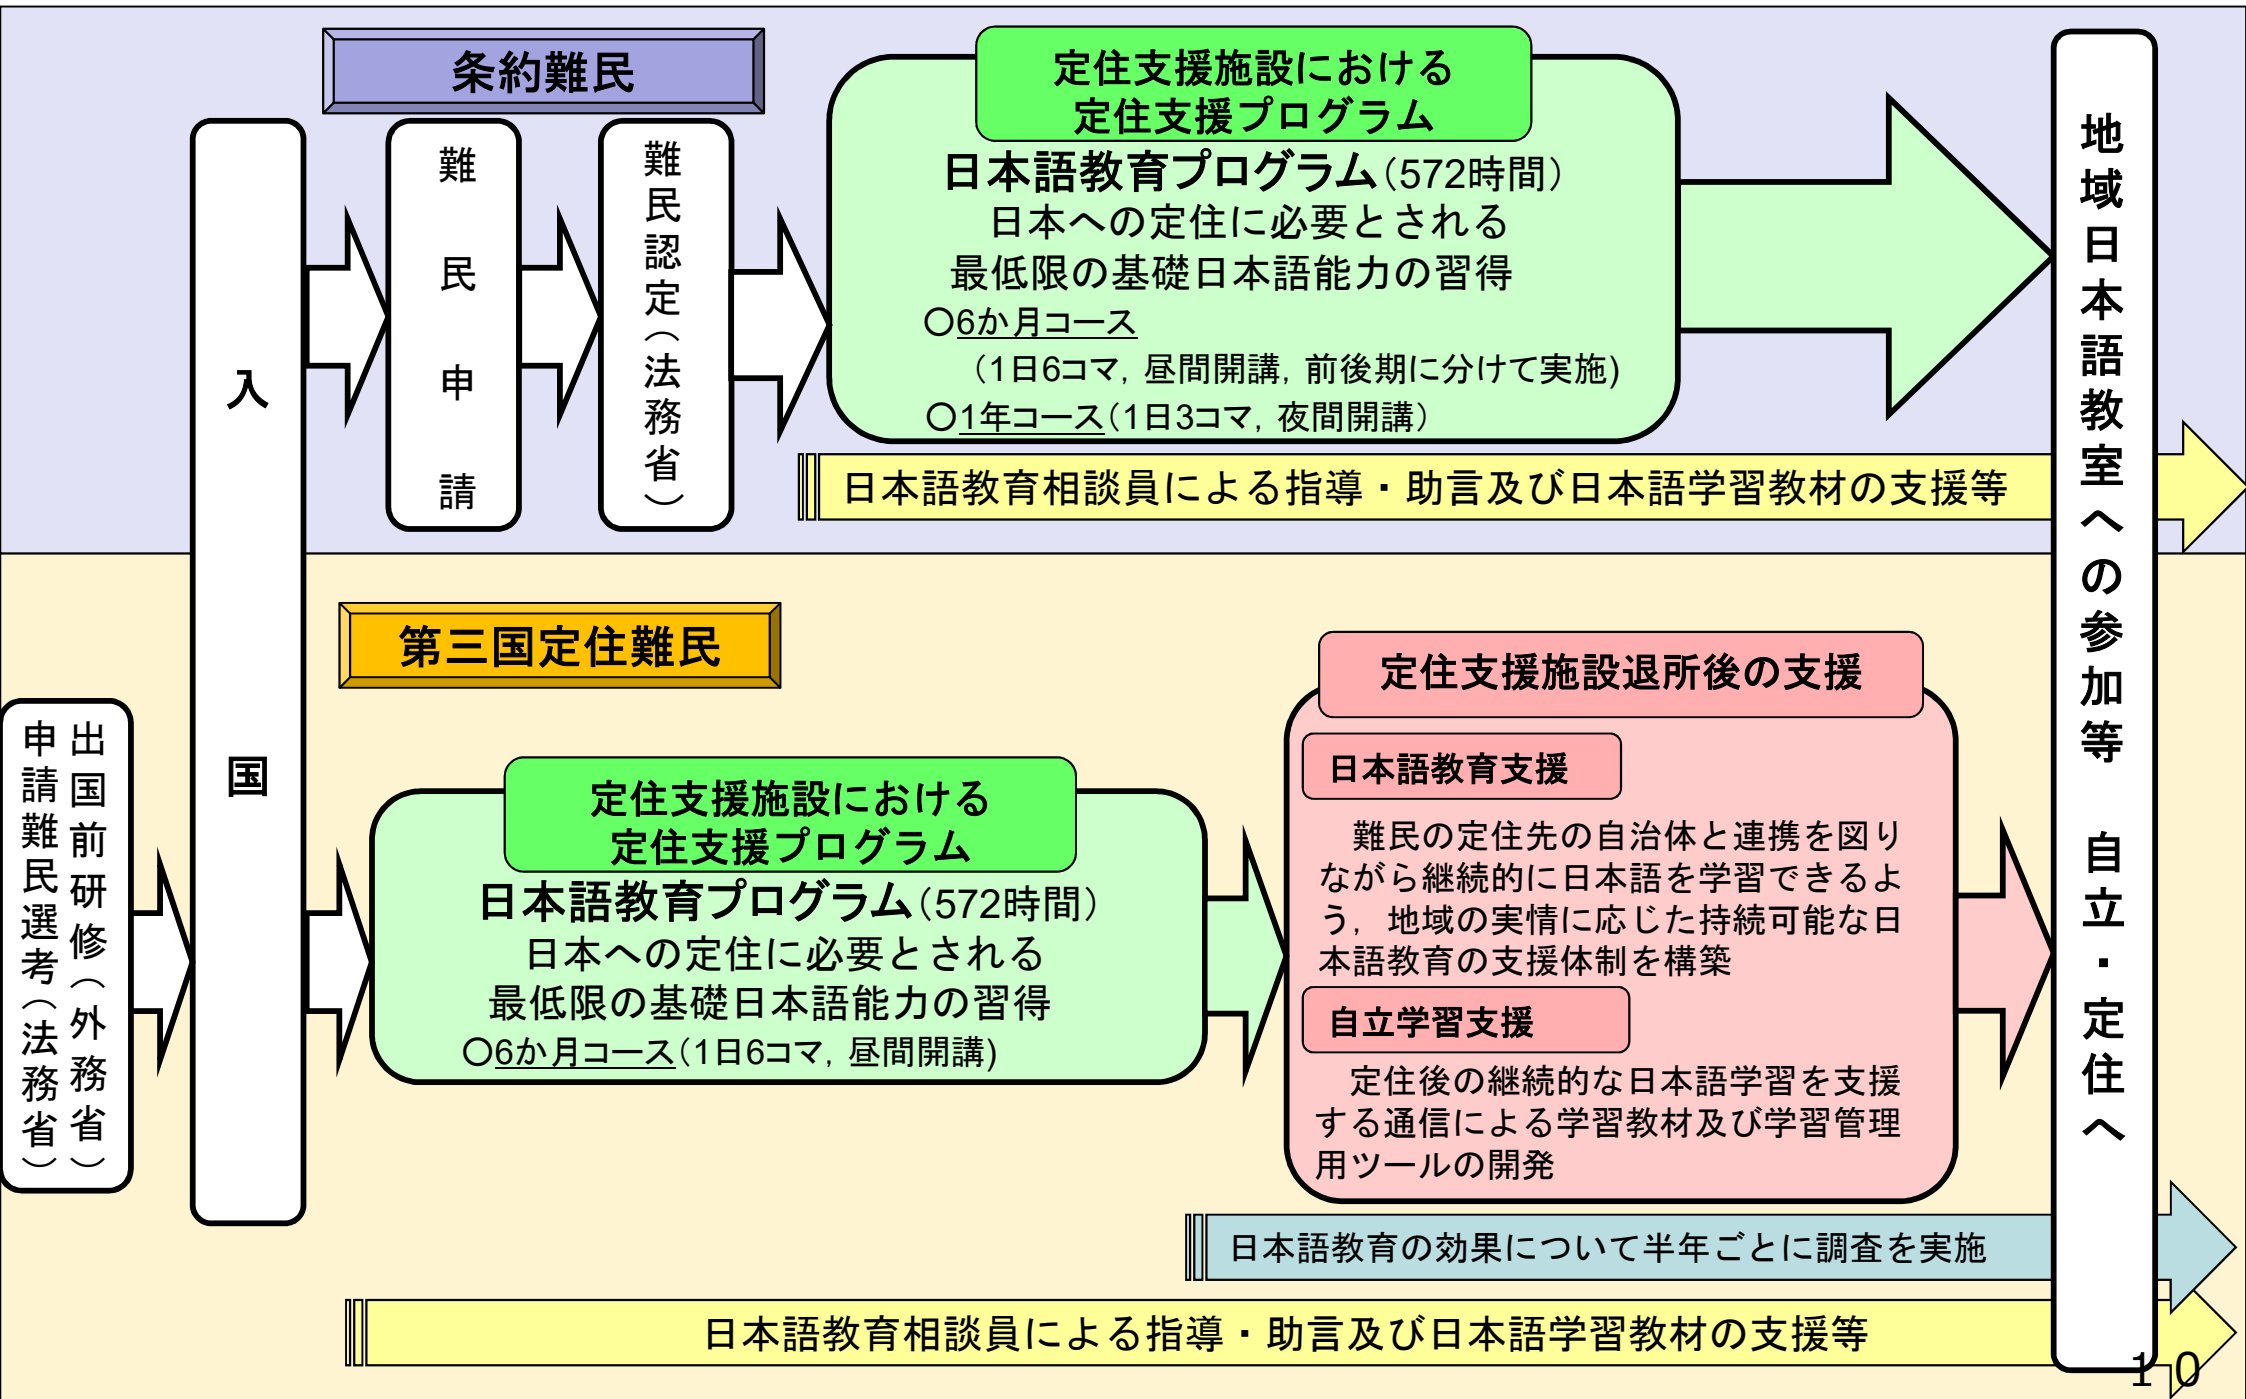 条約難民
入国
難民申請
難民認定（法務省）
定住支援施設における
定住支援プログラム
日本語教育プログラム（572時間）
日本への定住に必要とされる
最低限の基礎日本語能力の習得
○6か月コース
（1日6コマ，昼間開講，前後期に分けて実施)
○1年コース（1日3コマ，夜間開講）
日本語教育相談員による指導・助言及び日本語学習教材の支援等
地域日本語教室への参加等　自立・定住へ
第三国定住難民
出国前研修（外務省）
申請難民選考（法務省）
定住支援施設における
定住支援プログラム
日本語教育プログラム（572時間）
日本への定住に必要とされる
最低限の基礎日本語能力の習得
○6か月コース（1日6コマ，昼間開講)
定住支援施設退所後の支援
日本語教育支援
難民の定住先の自治体と連携を図り
ながら継続的に日本語を学習できるよ
う，地域の実情に応じた持続可能な日
本語教育の支援体制を構築
自立学習支援
定住後の継続的な日本語学習を支援
する通信による学習教材及び学習管理
用ツールの開発
日本語教育の効果について半年ごとに調査を実施
日本語教育相談員による指導・助言及び日本語学習教材の支援等
１０